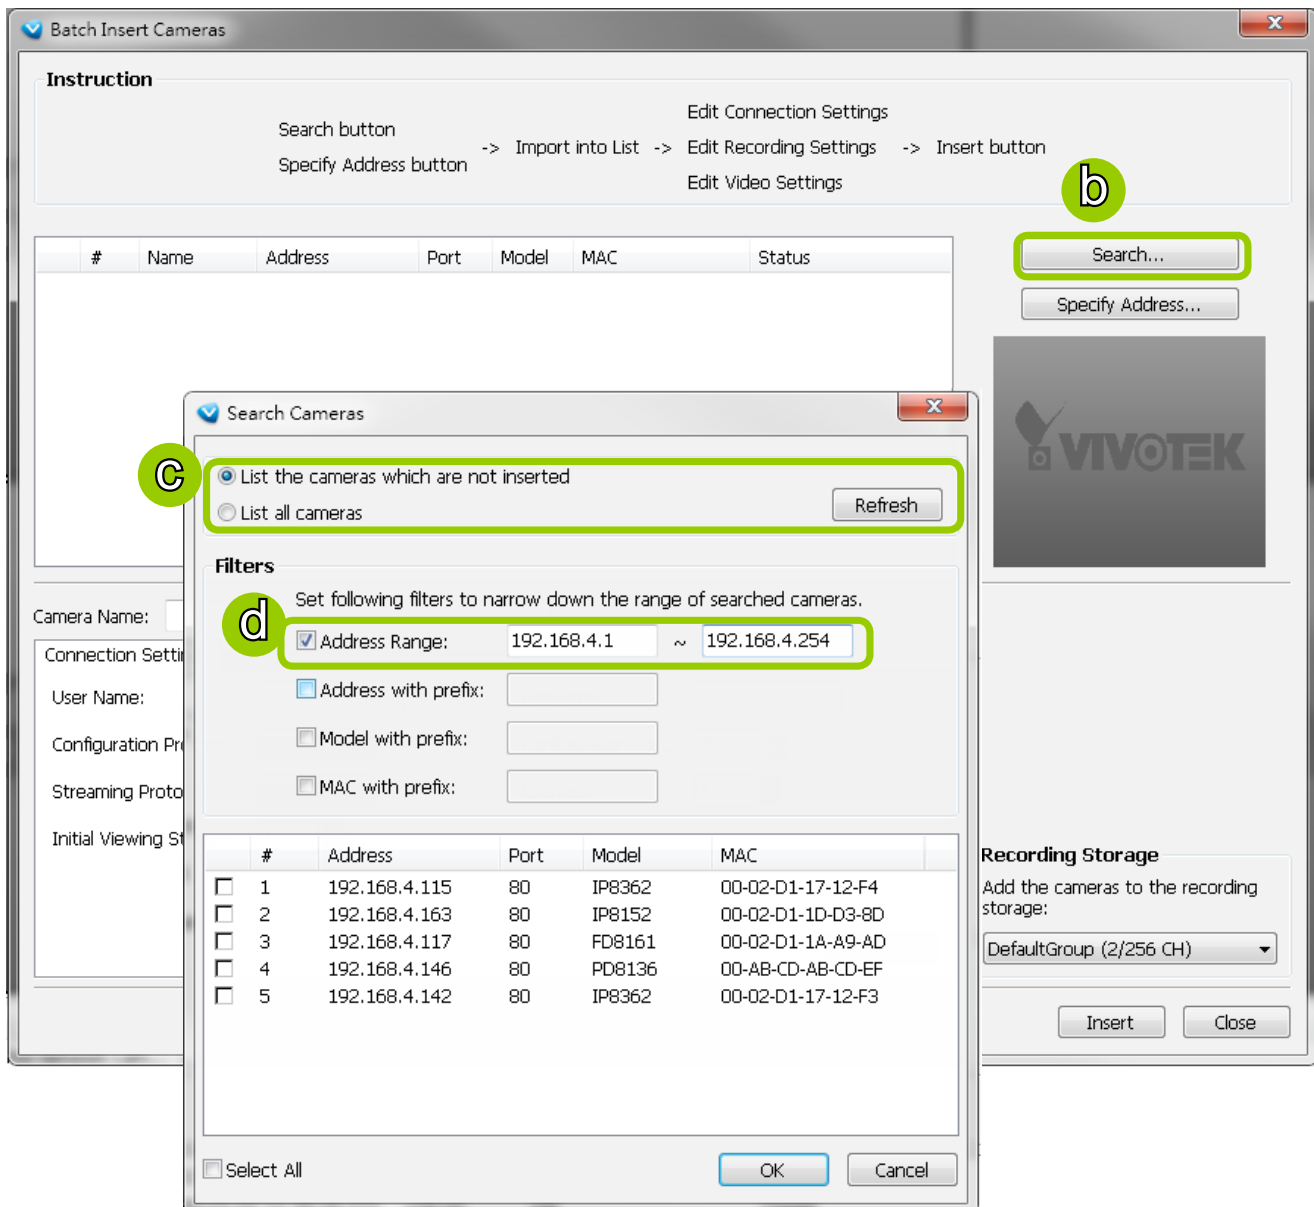 Batch Insert Cameras
Instruction
Search button
Specify Address button
-> Import into List ->
Edit Connection Settings
Edit Recording Settings
Edit Video Settings
-> Insert button
b
# Name Address Port Model MAC Status
Search...
Specify Address...
VIVOTEK
Search Cameras
c
List the cameras which are not inserted
List all cameras
Refresh
Filters
Set following filters to narrow down the range of searched cameras.
d
Address Range: 192.168.4.1 ~ 192.168.4.254
Address with prefix:
Model with prefix:
MAC with prefix:
Camera Name:
Connection
User Name:
Configuration
Streaming
Initial Viewing
# Address Port Model MAC
1 192.168.4.115 80 IP8362 00-02-D1-17-12-F4
2 192.168.4.163 80 IP8152 00-02-D1-1D-D3-8D
3 192.168.4.117 80 FD8161 00-02-D1-1A-A9-AD
4 192.168.4.146 80 PD8136 00-AB-CD-AB-CD-EF
5 192.168.4.142 80 IP8362 00-02-D1-17-12-F3
Select All
OK
Cancel
Recording Storage
Add the cameras to the recording
storage:
DefaultGroup (2/256 CH)
Insert
Close